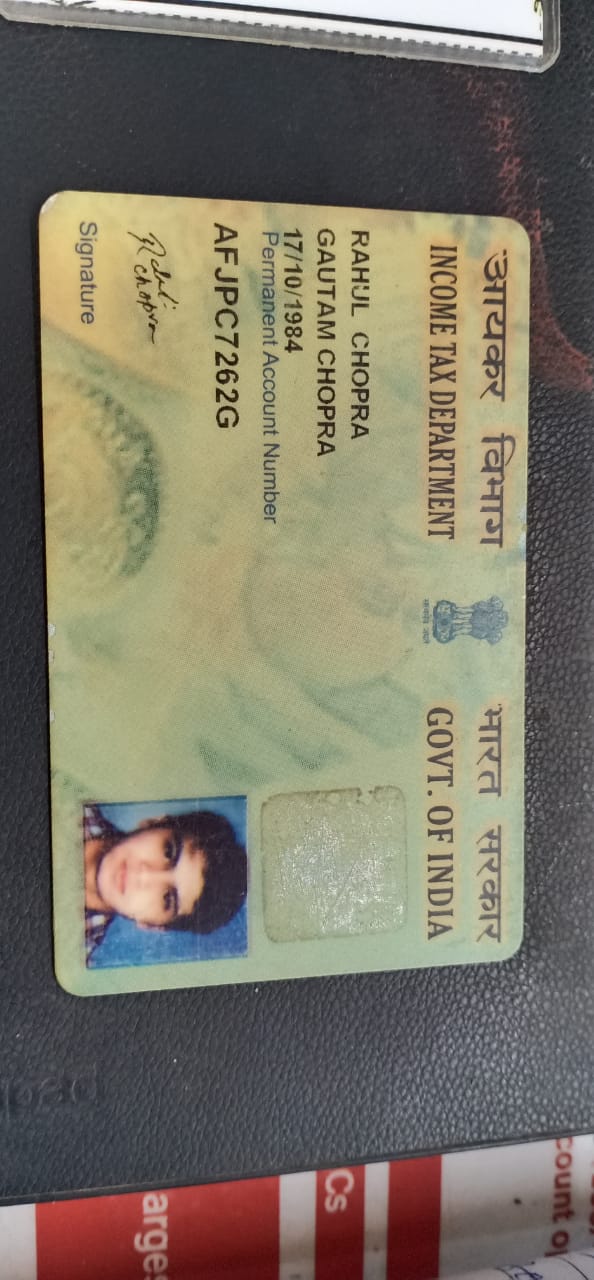 आयकर विभाग भारत सरकार
INCOME TAX DEPARTMENT GOVT. OF INDIA
RAHUL CHOPRA
GAUTAM CHOPRA
17/10/1984
Permanent Account Number
AFJPC7262G
Rahul Chopra
Signature
Cs
arges
count o